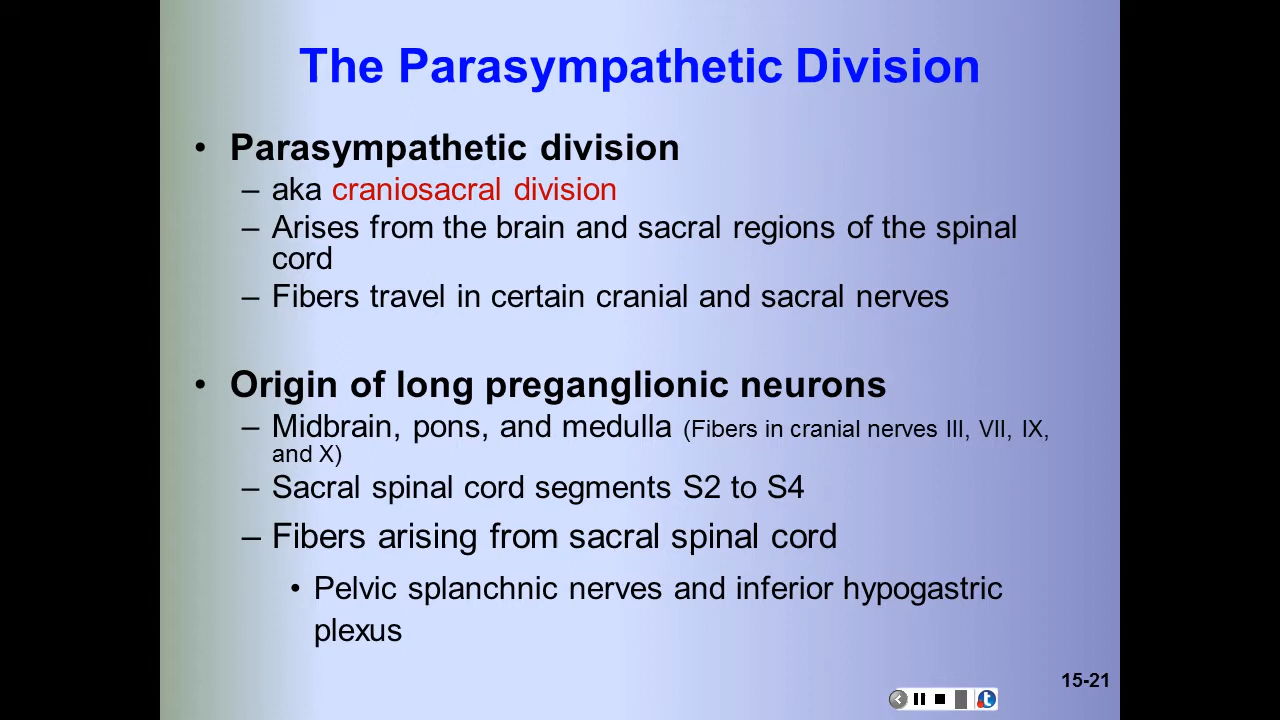 The Parasympathetic Division
• Parasympathetic division
– aka craniosacral division
– Arises from the brain and sacral regions of the spinal
cord
– Fibers travel in certain cranial and sacral nerves
• Origin of long preganglionic neurons
– Midbrain, pons, and medulla (Fibers in cranial nerves III, VII, IX,
and X)
– Sacral spinal cord segments S2 to S4
– Fibers arising from sacral spinal cord
• Pelvic splanchnic nerves and inferior hypogastric
plexus
15-21
t